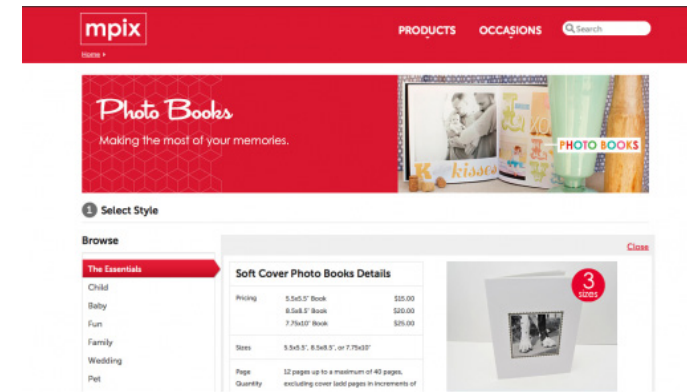 mpix
PRODUCTS OCCASIONS Search
Home ▸
Photo Books
Making the most of your memories.
PHOTO BOOKS
K kisses
1 Select Style
Browse
Close
The Essentials
Child
Baby
Fun
Family
Wedding
Pet
Soft Cover Photo Books Details
Pricing 5.5x5.5" Book $15.00
8.5x8.5" Book $20.00
7.75x10" Book $25.00
Sizes 5.5x5.5", 8.5x8.5", or 7.75x10"
Page 12 pages up to a maximum of 40 pages,
Quantity excluding cover (add pages in increments of
3
sizes